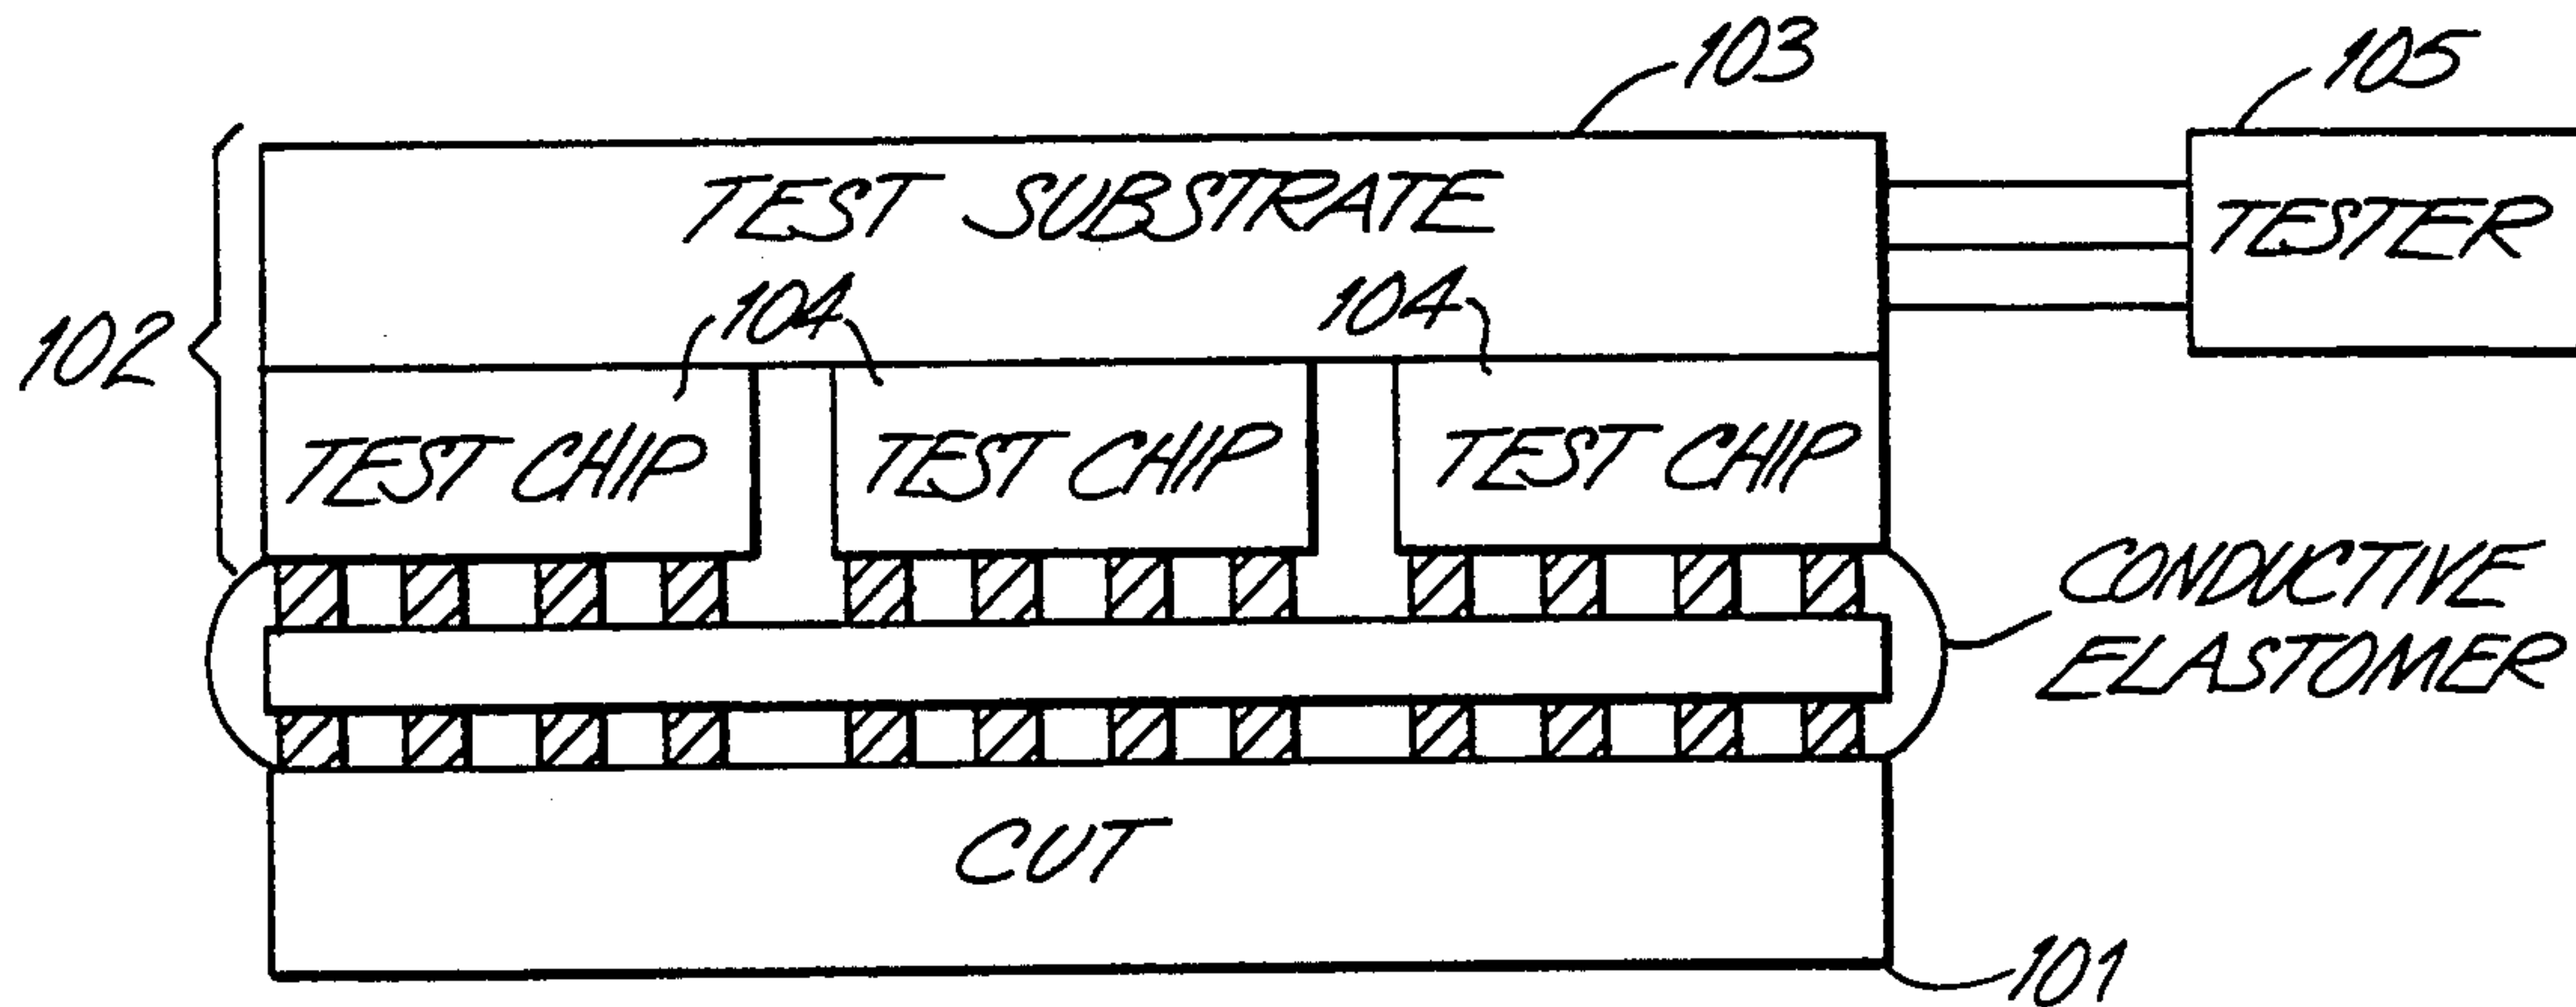 103
105
TEST SUBSTRATE
TESTER
104
104
102
TEST CHIP
TEST CHIP
TEST CHIP
CONDUCTIVE
ELASTOMER
CUT
101